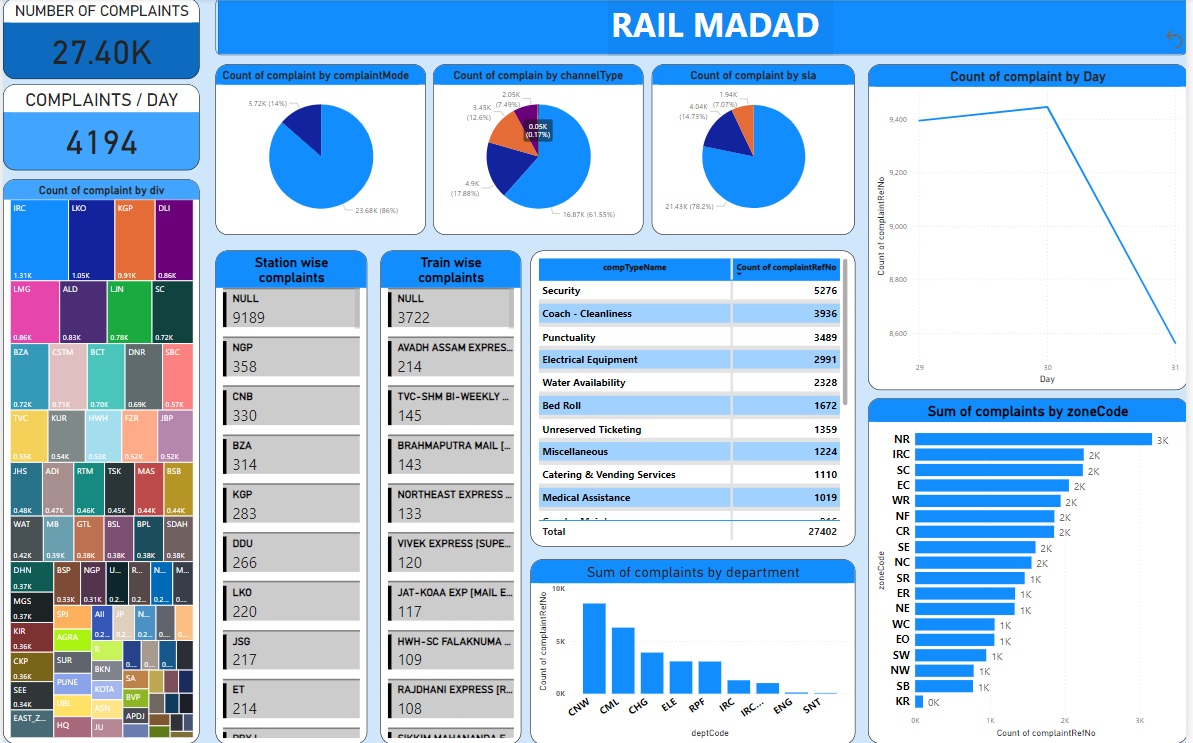 NUMBER OF COMPLAINTS
27.40K
COMPLAINTS / DAY
4194
RAIL MADAD
Count of complaint by complaintMode
3.72K (14%)
23.68K (86%)
Count of complain by channelType
2.05K
(7.49%)
3.45K
(12.6%)
0.05K
(0.17%)
4.9K
(17.88%)
16.87K (61.55%)
Count of complaint by sla
1.94K
(7.07%)
4.04K
(14.73%)
21.43K (78.2%)
Count of complaint by Day
9,400
9,200
9,000
8,800
8,600
Count of complaintRefNo
29
30
31
Day
Count of complaint by div
IRC
LKO
KGP
DLI
1.31K
1.05K
0.91K
0.86K
LMG
ALD
LJN
SC
0.86K
0.83K
0.78K
0.72K
BZA
CSTM
BCT
DNR
SBC
0.72K
0.71K
0.70K
0.69K
0.57K
TVC
KUR
HWH
FZR
JBP
0.55K
0.54K
0.53K
0.52K
0.52K
JHS
ADI
RTM
TSK
MAS
BSB
0.48K
0.47K
0.46K
0.45K
0.44K
0.44K
WAT
MB
GTL
BSL
BPL
SDAH
0.42K
0.39K
0.38K
0.38K
0.38K
0.38K
DHN
BSP
NGP
U...
R...
N...
M...
0.37K
0.33K
0.31K
0.2...
0.2...
0.2...
MGS
SPJ
All
JP
N...
0.37K
0.2...
0.2...
0.2...
KIR
AGRA
0.36K
CKP
SUR
BKN
0...
0...
0...
0.36K
SEE
PUNE
KOTA
SA
0.34K
UBL
ASN
BVP
EAST_Z...
HQ
JU
APDJ
Station wise
complaints
NULL
9189
NGP
358
CNB
330
BZA
314
KGP
283
DDU
266
LKO
220
JSG
217
ET
214
Train wise
complaints
NULL
3722
AVADH ASSAM EXPRES...
214
TVC-SHM BI-WEEKLY ...
145
BRAHMAPUTRA MAIL [...
143
NORTHEAST EXPRESS ...
133
VIVEK EXPRESS [SUPE...
120
JAT-KOAA EXP [MAIL E...
117
HWH-SC FALAKNUMA ...
109
RAJDHANI EXPRESS [R...
108
compTypeName Count of complaintRefNo
Security 5276
Coach - Cleanliness 3936
Punctuality 3489
Electrical Equipment 2991
Water Availability 2328
Bed Roll 1672
Unreserved Ticketing 1359
Miscellaneous 1224
Catering & Vending Services 1110
Medical Assistance 1019
Total 27402
Sum of complaints by department
10K
5K
0K
Count of complaintRefNo
CNW
CML
CHG
ELE
RPF
IRC
IRC...
ENG
SNT
deptCode
Sum of complaints by zoneCode
NR 3K
IRC 2K
SC 2K
EC 2K
WR 2K
NF 2K
CR 2K
SE 2K
NC 2K
SR 1K
ER 1K
NE 1K
WC 1K
EO 1K
SW 1K
NW 1K
SB 1K
KR 0K
zoneCode
0K
1K
2K
3K
Count of complaintRefNo